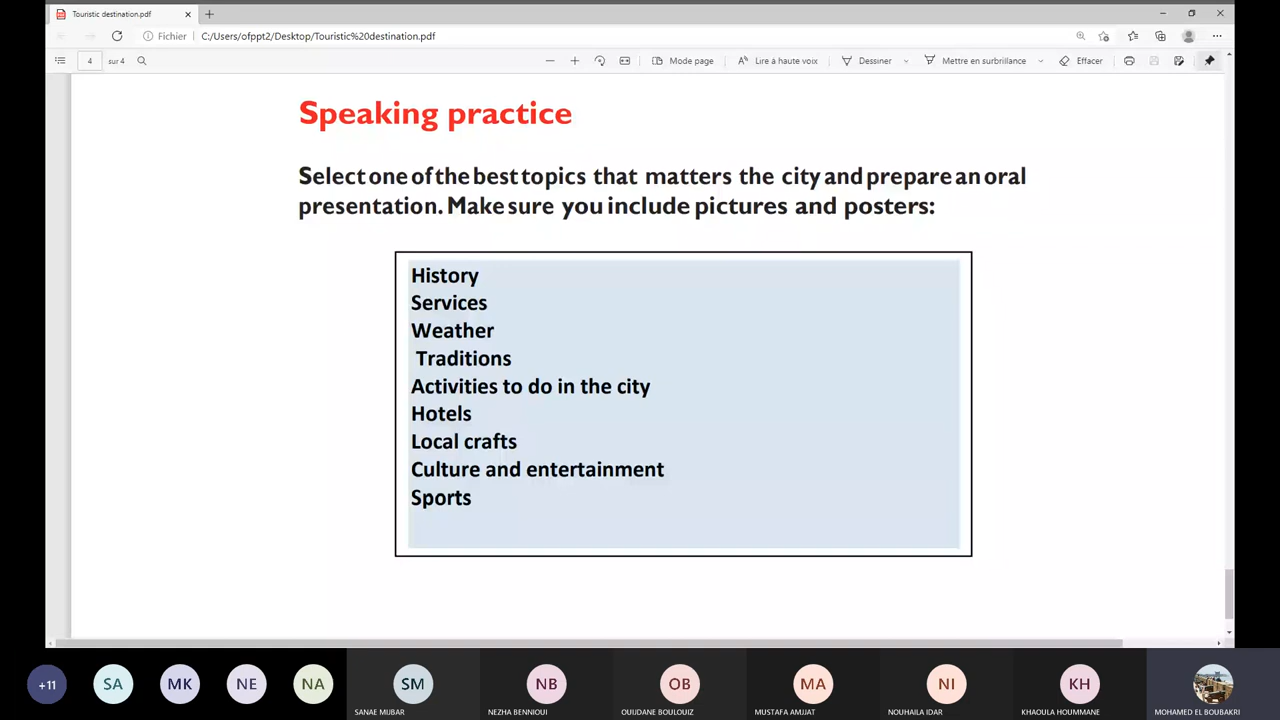 Touristic destination.pdf
Fichier C:/Users/ofppt2/Desktop/Touristic%20destination.pdf
4 sur 4 Mode page Lire à haute voix Dessiner Mettre en surbrillance Effacer
Speaking practice
Select one of the best topics that matters the city and prepare an oral
presentation. Make sure you include pictures and posters:
History
Services
Weather
Traditions
Activities to do in the city
Hotels
Local crafts
Culture and entertainment
Sports
+11 SA MK NE NA SM NB OB MA NI KH
SANAE MIJBAR NEZHA BENNIOUI OUIJDANE BOULOUIZ MUSTAFA AMJJAT NOUHAILA IDAR KHAOULA HOUMMANE MOHAMED EL BOUBAKRI